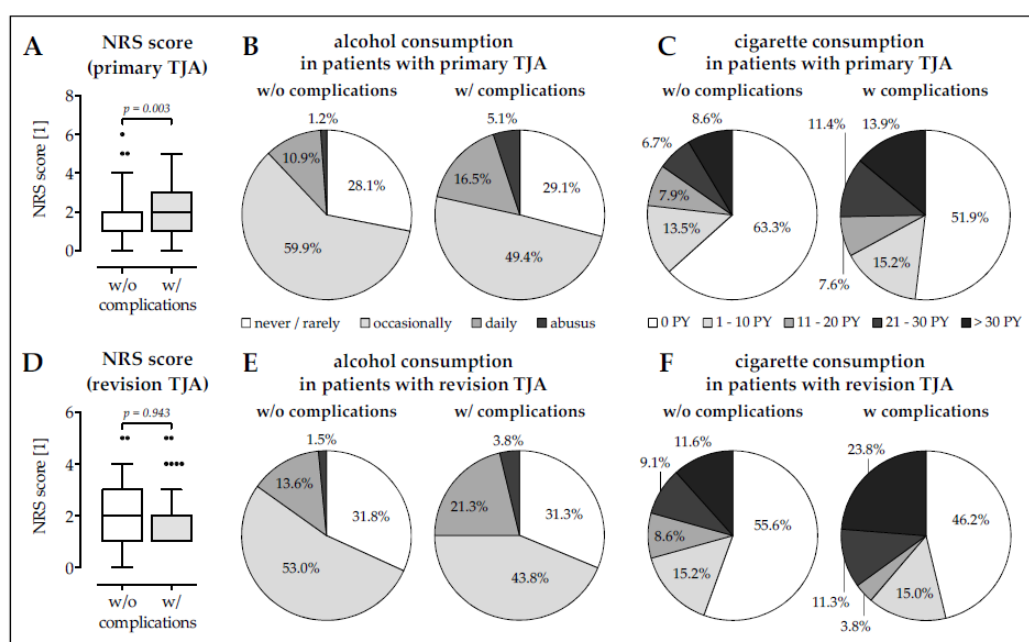 A
NRS score
(primary TJA)
NRS score [1]
8
6
4
2
0
p = 0.003
w/o
w/
complications
B
alcohol consumption
in patients with primary TJA
w/o complications
w/ complications
1.2%
10.9%
28.1%
59.9%
5.1%
16.5%
29.1%
49.4%
never / rarely
occasionally
daily
abusus
C
cigarette consumption
in patients with primary TJA
w/o complications
w complications
8.6%
6.7%
7.9%
13.5%
63.3%
11.4%
13.9%
51.9%
15.2%
7.6%
0 PY
1 - 10 PY
11 - 20 PY
21 - 30 PY
> 30 PY
D
NRS score
(revision TJA)
NRS score [1]
6
4
2
0
p = 0.943
w/o
w/
complications
E
alcohol consumption
in patients with revision TJA
w/o complications
w/ complications
1.5%
13.6%
31.8%
53.0%
3.8%
21.3%
31.3%
43.8%
F
cigarette consumption
in patients with revision TJA
w/o complications
w complications
11.6%
9.1%
8.6%
55.6%
15.2%
23.8%
46.2%
15.0%
11.3%
3.8%